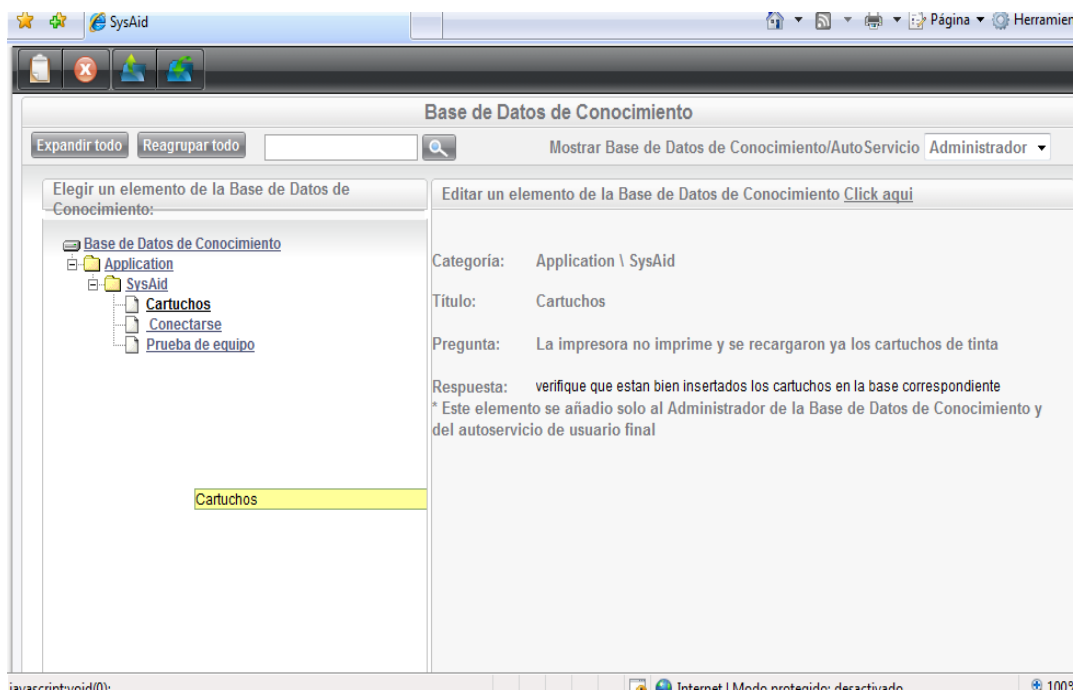 SysAid
Página
Herramien
Base de Datos de Conocimiento
Expandir todo
Reagrupar todo
Mostrar Base de Datos de Conocimiento/AutoServicio
Administrador
Elegir un elemento de la Base de Datos de
Conocimiento:
Base de Datos de Conocimiento
Application
SysAid
Cartuchos
Conectarse
Prueba de equipo
Cartuchos
Editar un elemento de la Base de Datos de Conocimiento Click aqui
Categoría: Application \ SysAid
Título: Cartuchos
Pregunta: La impresora no imprime y se recargaron ya los cartuchos de tinta
Respuesta: verifique que estan bien insertados los cartuchos en la base correspondiente
* Este elemento se añadio solo al Administrador de la Base de Datos de Conocimiento y
del autoservicio de usuario final
javascript:void(0);
Internet | Modo protegido: desactivado
100%